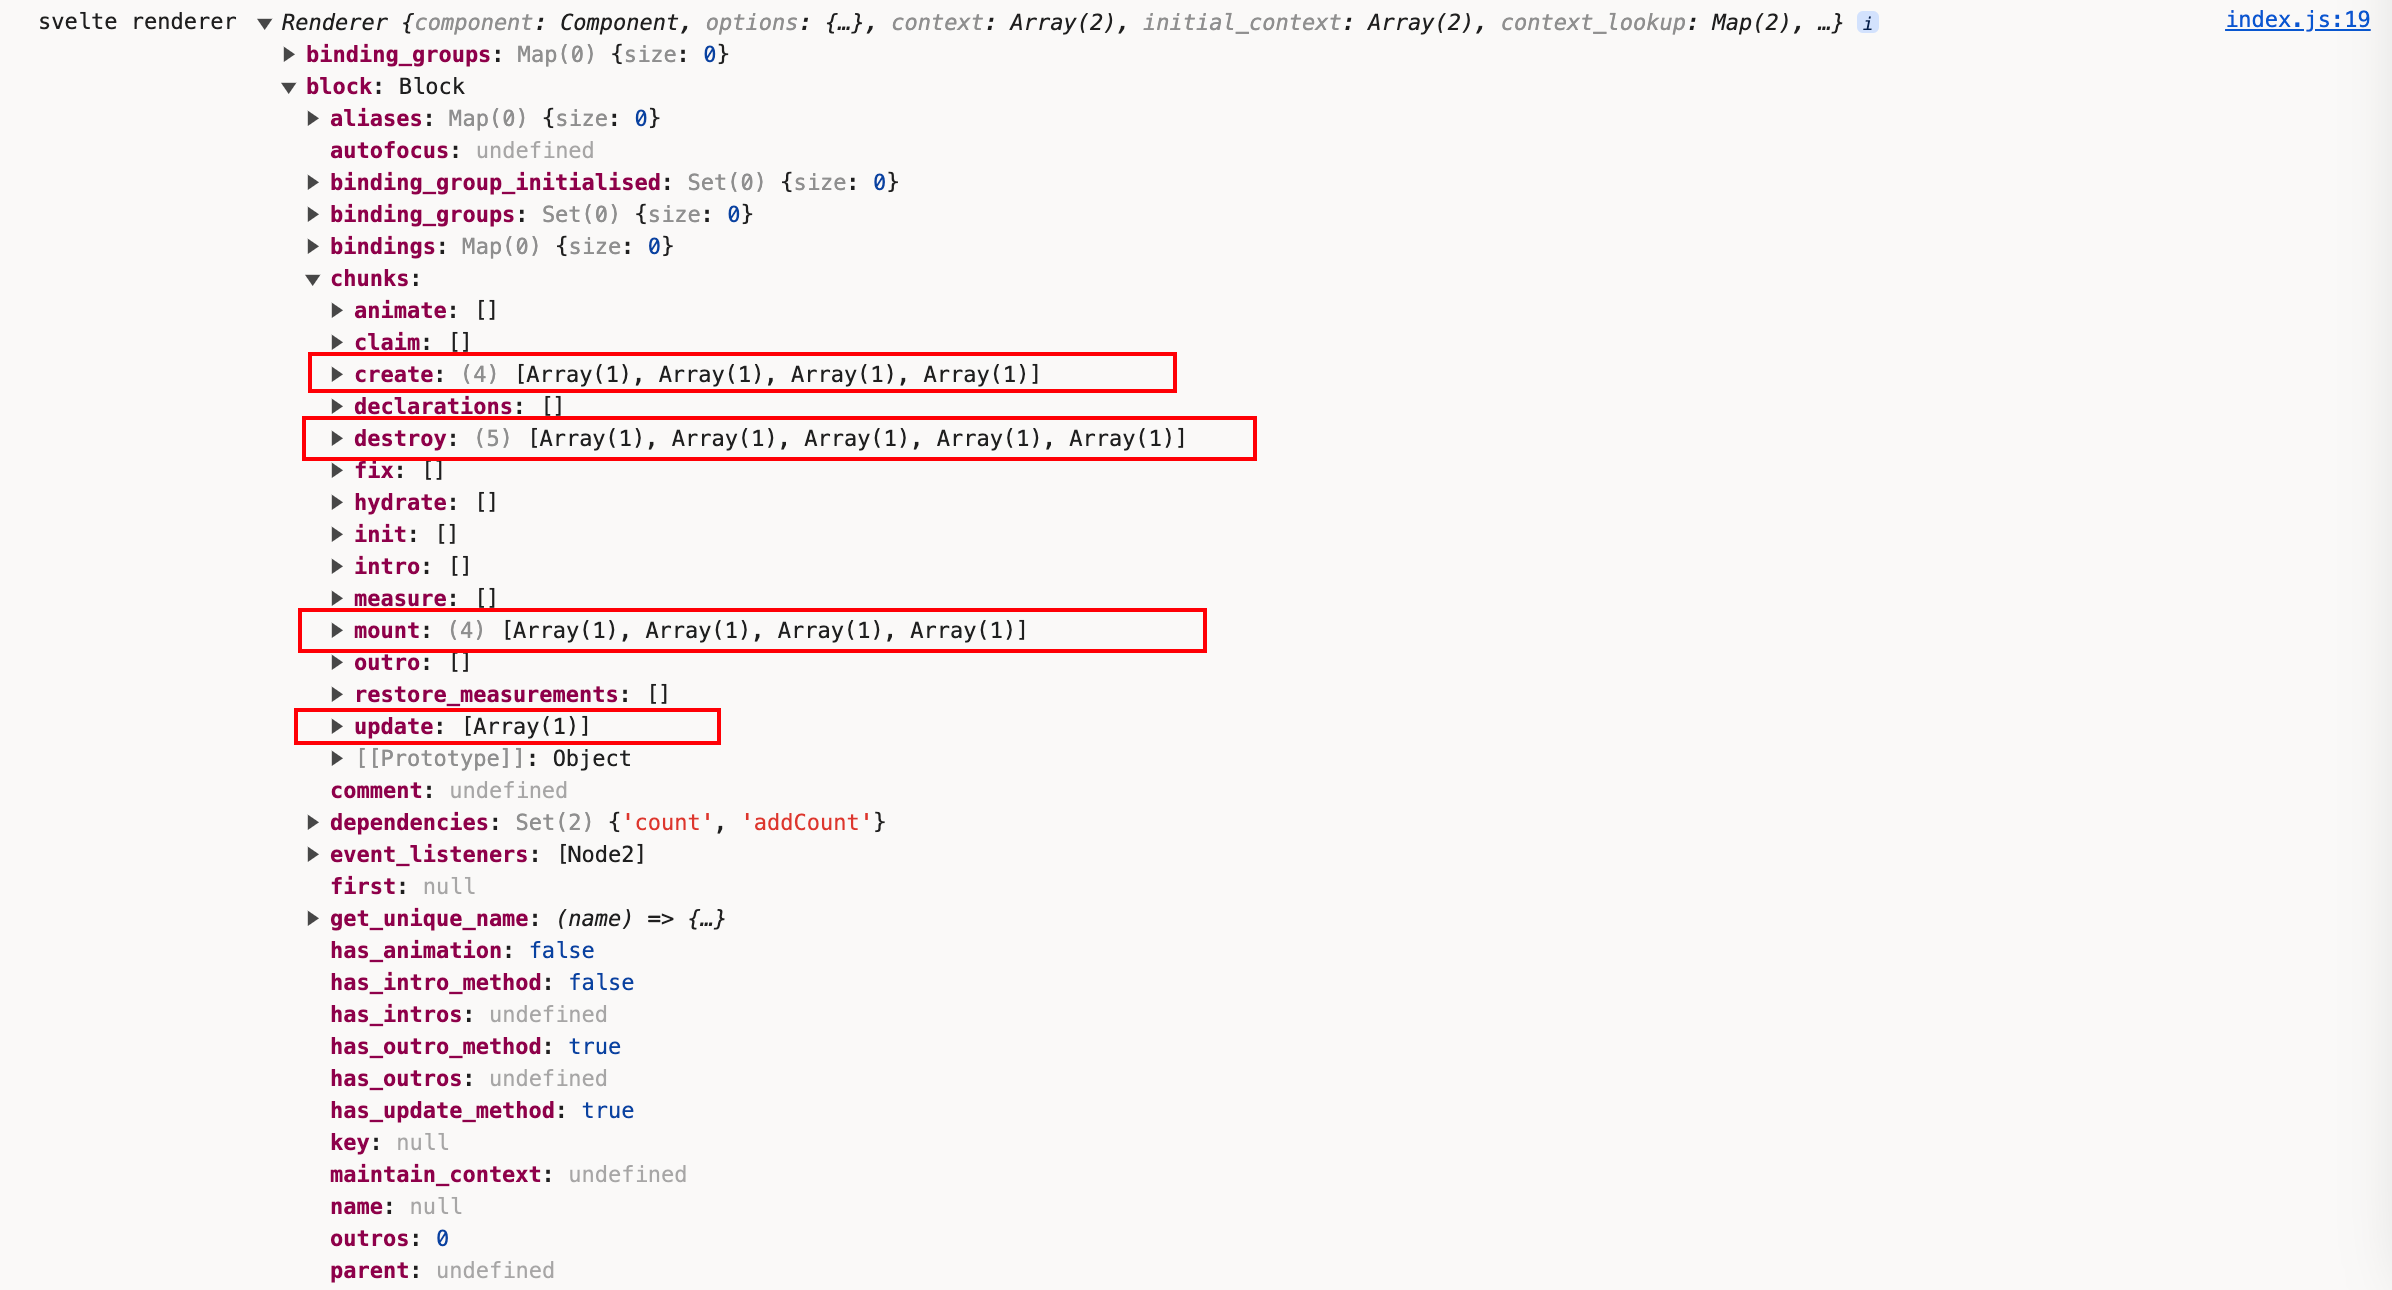 svelte renderer ▼ Renderer {component: Component, options: {…}, context: Array(2), initial_context: Array(2), context_lookup: Map(2), …} i index.js:19
▶ binding_groups: Map(0) {size: 0}
▼ block: Block
▶ aliases: Map(0) {size: 0}
autofocus: undefined
▶ binding_group_initialised: Set(0) {size: 0}
▶ binding_groups: Set(0) {size: 0}
▶ bindings: Map(0) {size: 0}
▼ chunks:
▶ animate: []
▶ claim: []
▶ create: (4) [Array(1), Array(1), Array(1), Array(1)]
▶ declarations: []
▶ destroy: (5) [Array(1), Array(1), Array(1), Array(1), Array(1)]
▶ fix: []
▶ hydrate: []
▶ init: []
▶ intro: []
▶ measure: []
▶ mount: (4) [Array(1), Array(1), Array(1), Array(1)]
▶ outro: []
▶ restore_measurements: []
▶ update: [Array(1)]
▶ [[Prototype]]: Object
comment: undefined
▶ dependencies: Set(2) {'count', 'addCount'}
▶ event_listeners: [Node2]
first: null
▶ get_unique_name: (name) => {…}
has_animation: false
has_intro_method: false
has_intros: undefined
has_outro_method: true
has_outros: undefined
has_update_method: true
key: null
maintain_context: undefined
name: null
outros: 0
parent: undefined